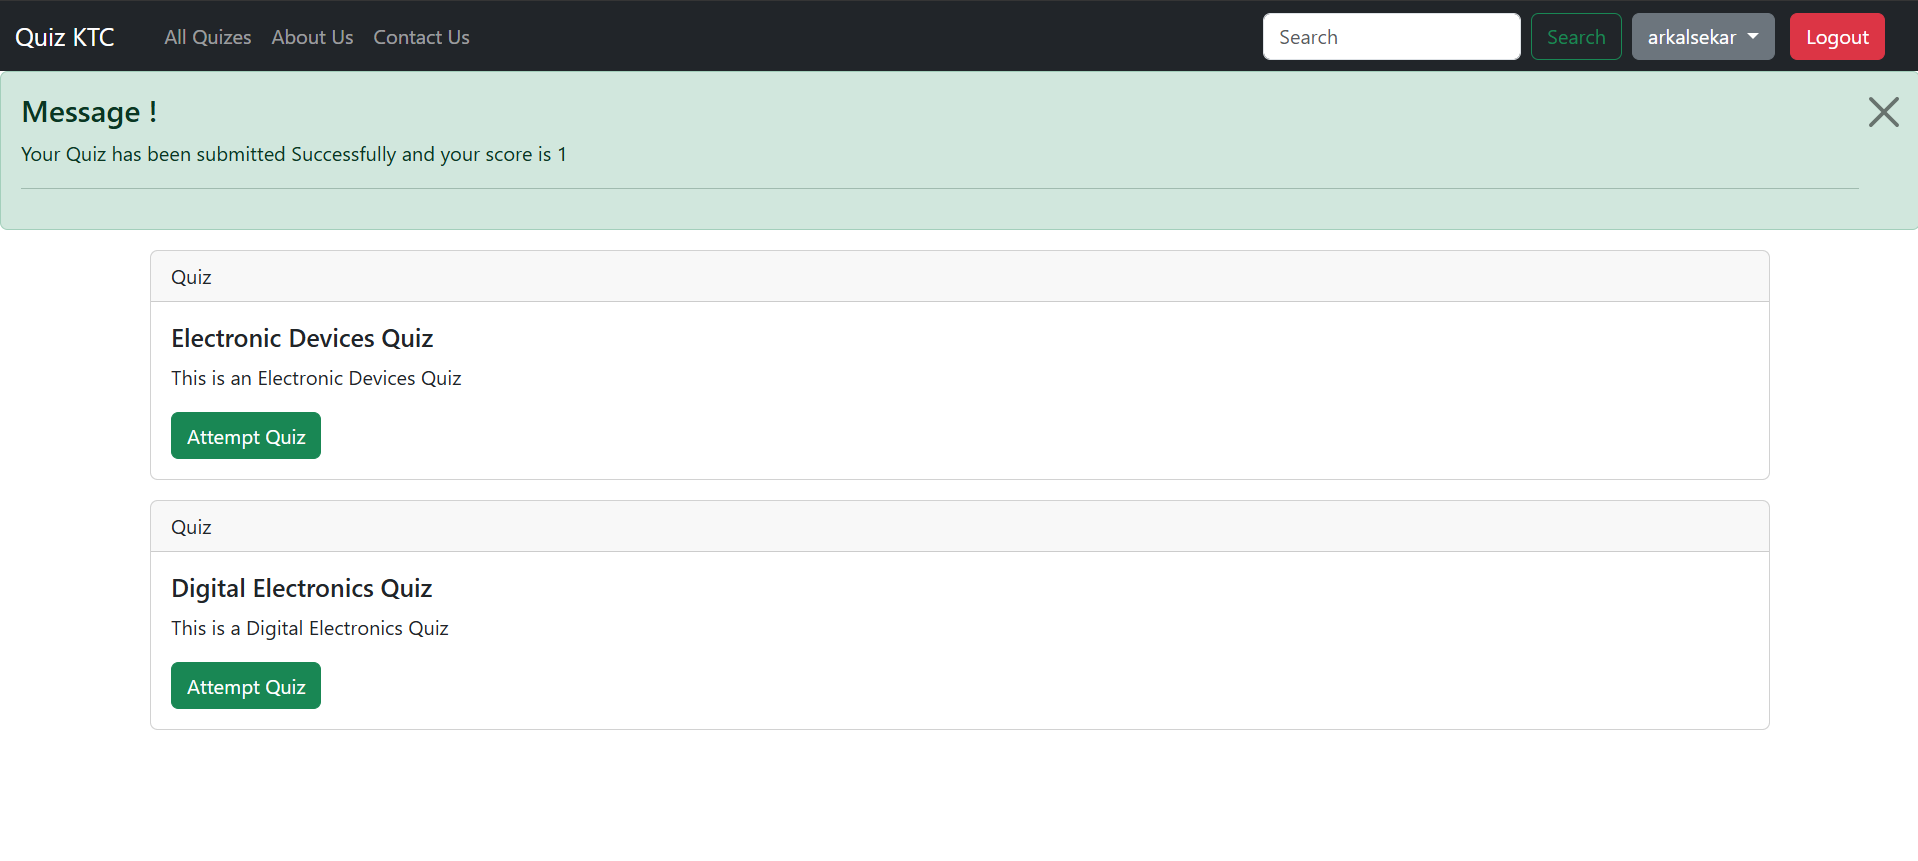 Quiz KTC All Quizes About Us Contact Us Search Search arkalsekar Logout
Message !
Your Quiz has been submitted Successfully and your score is 1
Quiz
Electronic Devices Quiz
This is an Electronic Devices Quiz
Attempt Quiz
Quiz
Digital Electronics Quiz
This is a Digital Electronics Quiz
Attempt Quiz